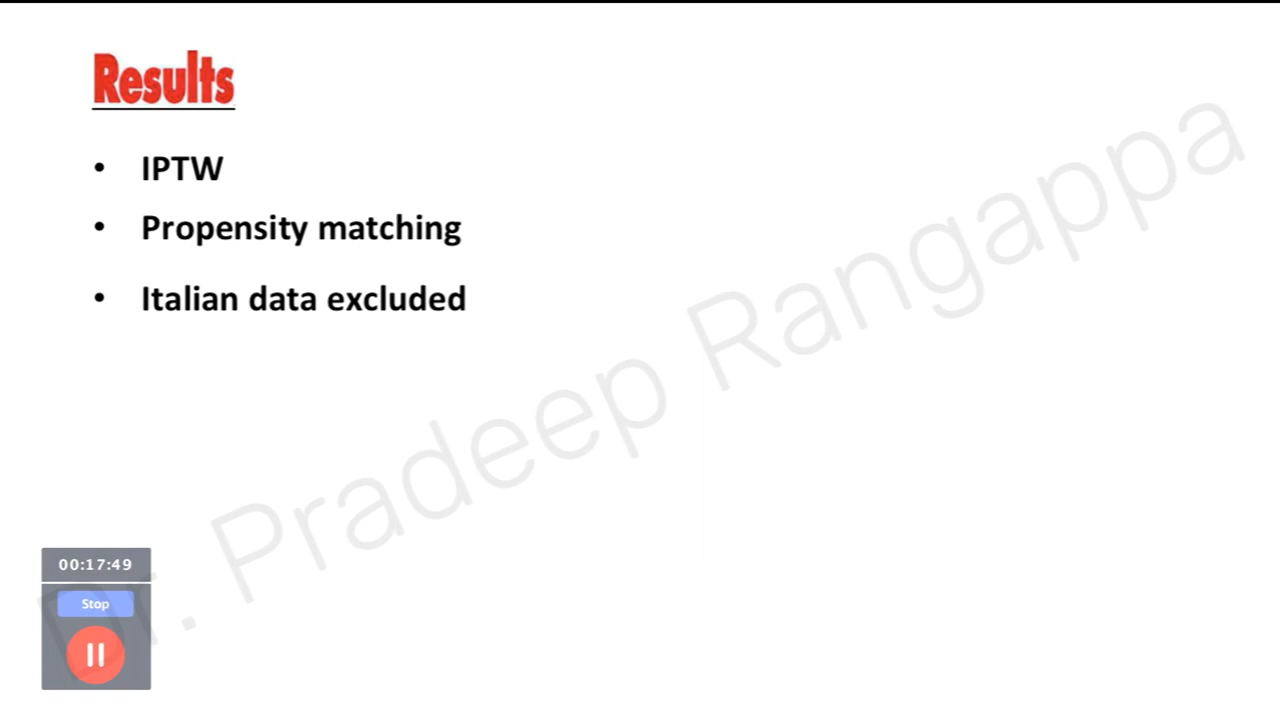 Results
• IPTW
• Propensity matching
• Italian data excluded
Dr. Pradeep Rangappa
00:17:49
Stop